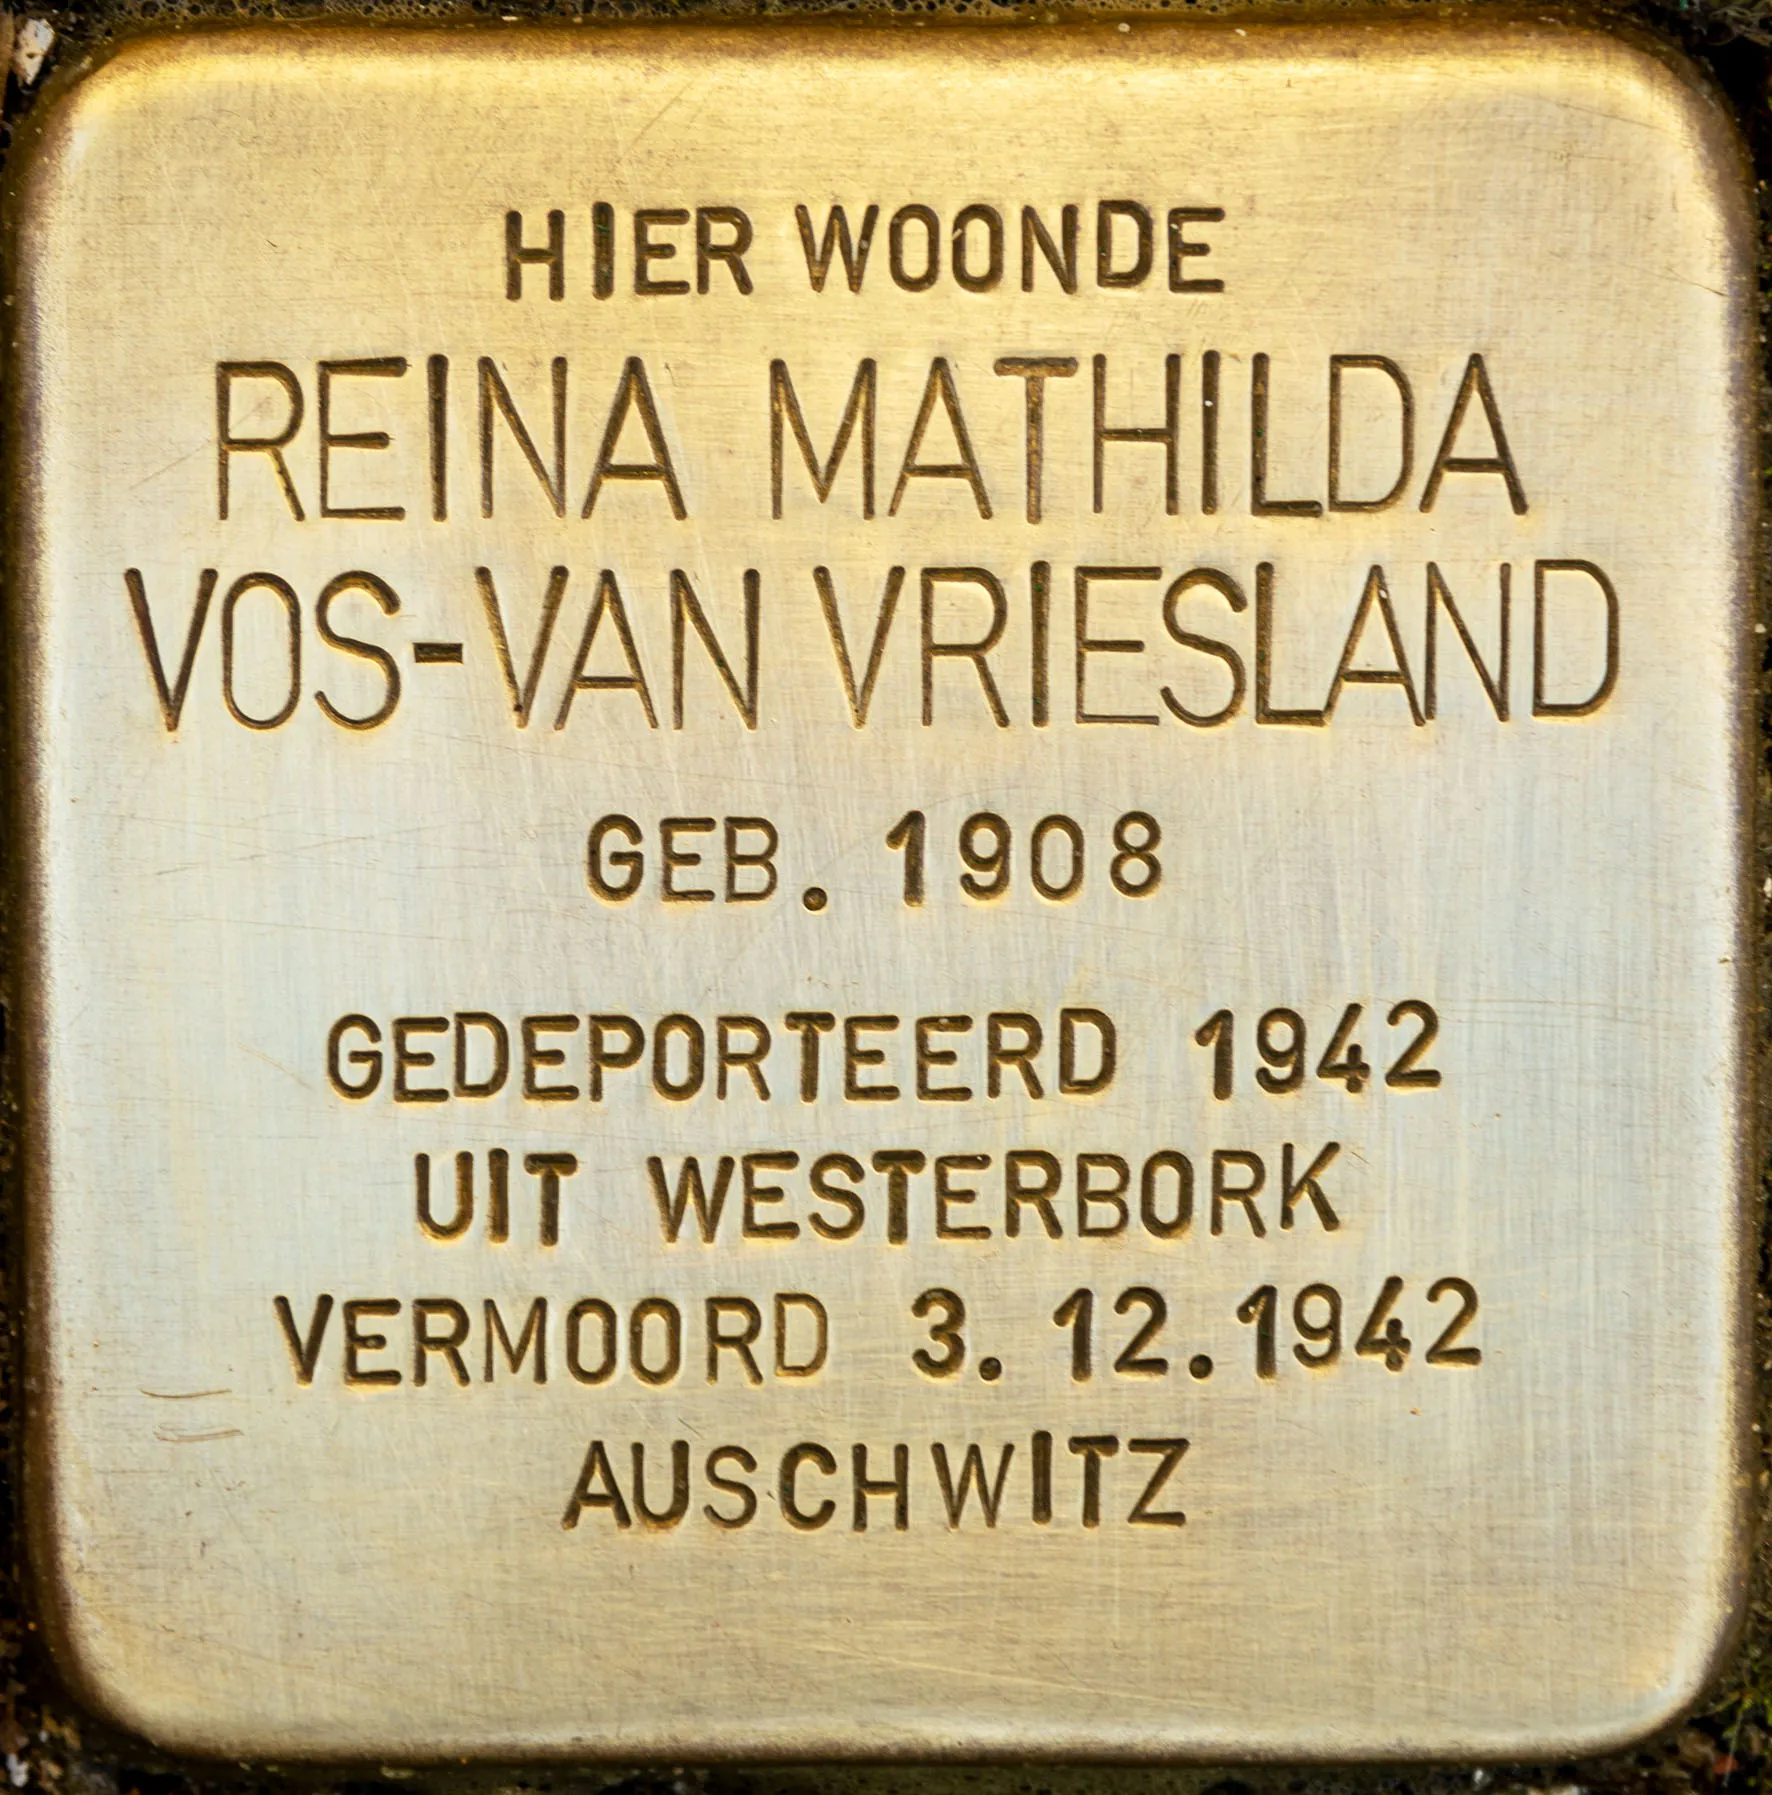 HIER WOONDE
REINA MATHILDA
VOS-VAN VRIESLAND
GEB. 1908
GEDEPORTEERD 1942
UIT WESTERBORK
VERMOORD 3.12.1942
AUSCHWITZ